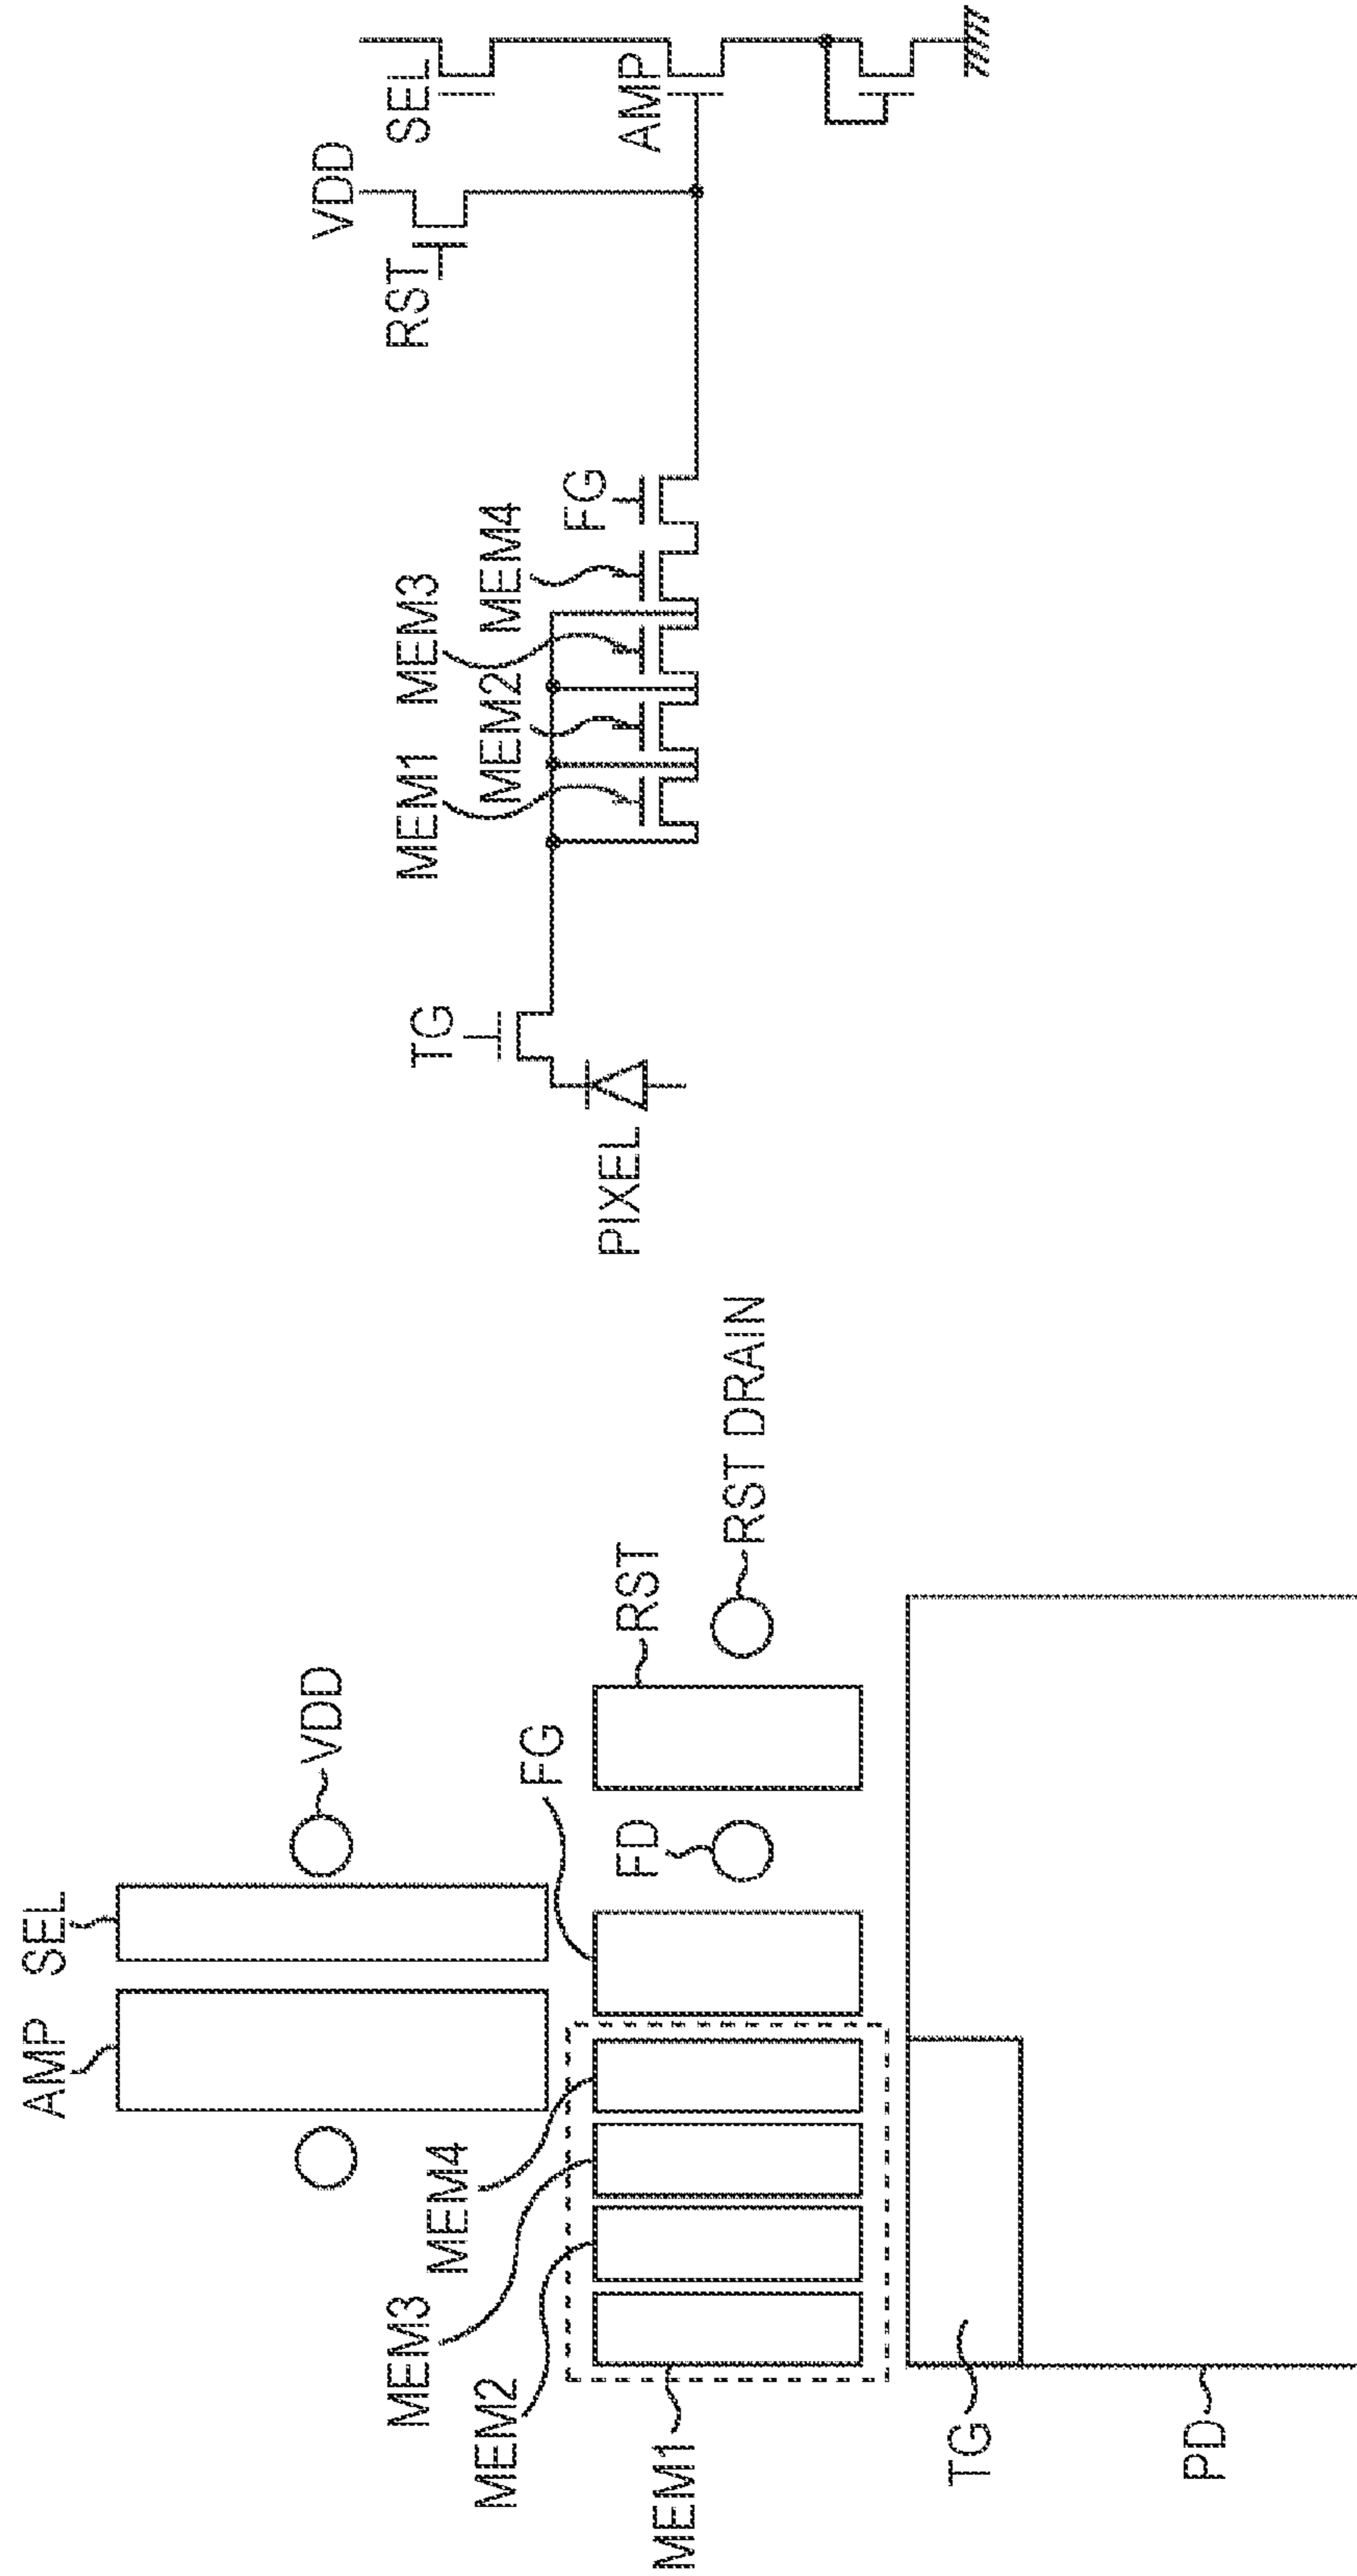 AMP
SEL
VDD
MEM4
MEM3
MEM2
MEM1
FG
FD
RST
RST DRAIN
TG
PD
VDD
SEL
RST
AMP
TG
MEM1
MEM3
MEM2
MEM4
FG
PIXEL